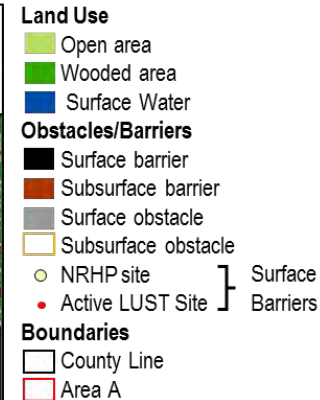 Land Use
Open area
Wooded area
Surface Water
Obstacles/Barriers
Surface barrier
Subsurface barrier
Surface obstacle
Subsurface obstacle
NRHP site
Active LUST Site
Surface
Barriers
Boundaries
County Line
Area A